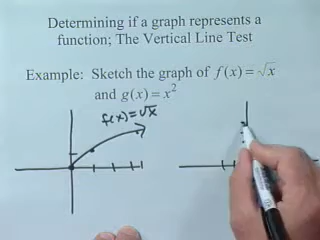 Determining if a graph represents a
function; The Vertical Line Test
Example: Sketch the graph of f(x) = √x
and g(x) = x²
f(x)=√x